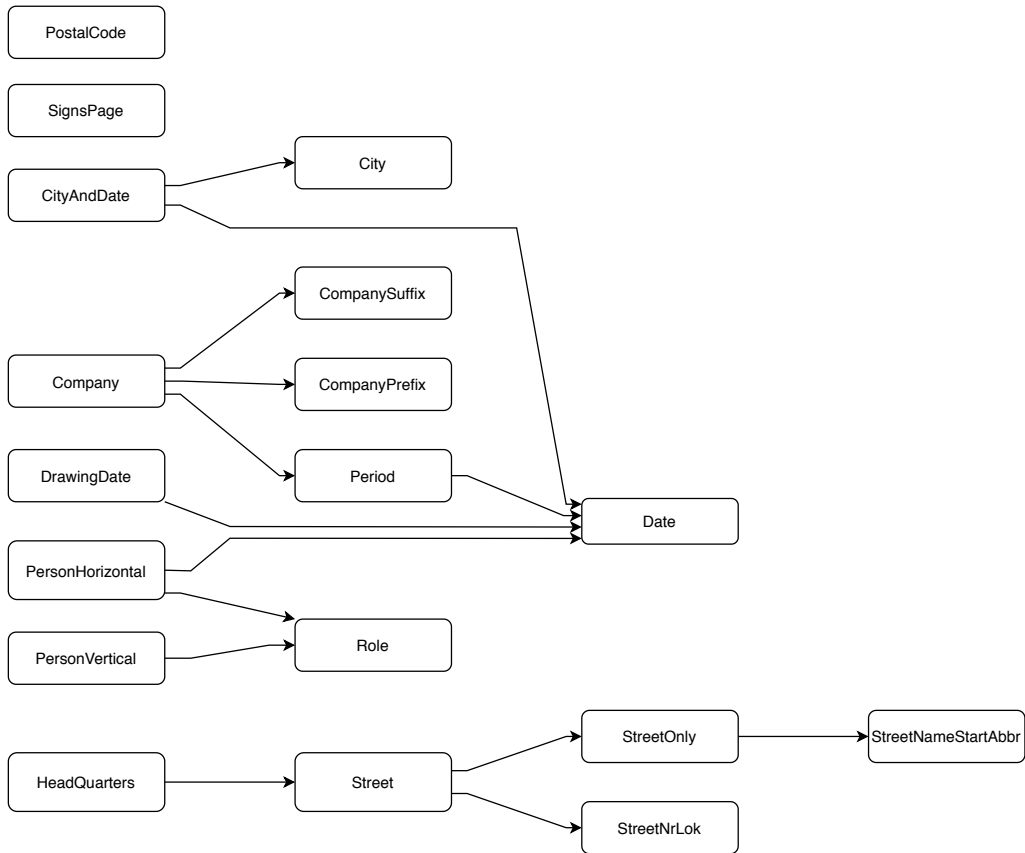 PostalCode
SignsPage
City
CityAndDate
CompanySuffix
Company
CompanyPrefix
DrawingDate
Period
Date
PersonHorizontal
Role
PersonVertical
StreetOnly
StreetNameStartAbbr
HeadQuarters
Street
StreetNrLok